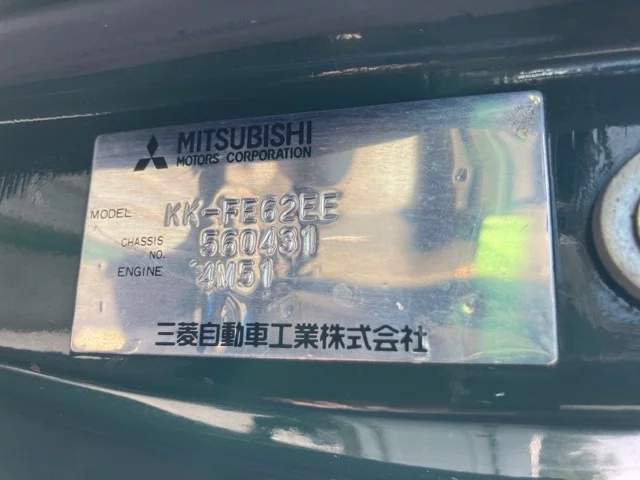 MITSUBISHI
MOTORS CORPORATION
MODEL KK-FE62EE
CHASSIS NO. 560431
ENGINE 4M51
三菱自動車工業株式会社